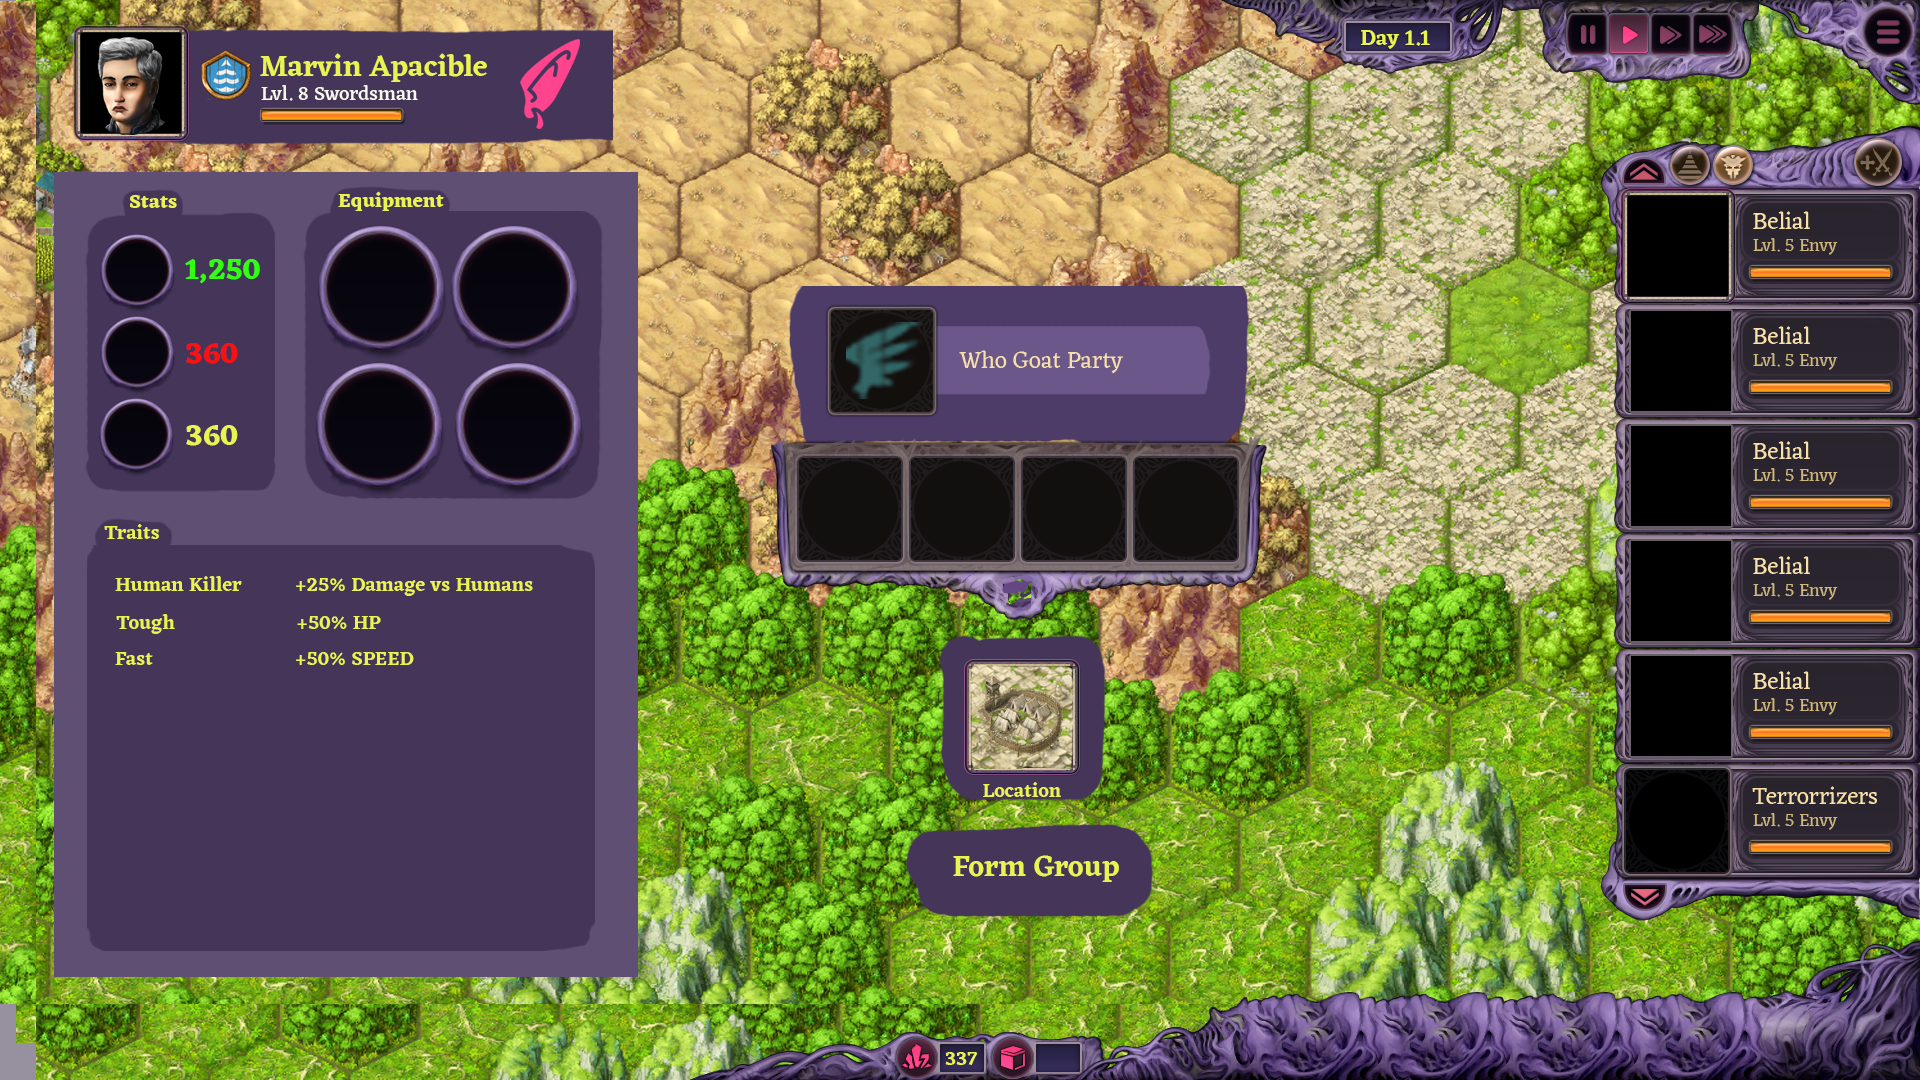 Marvin Apacible
Lvl. 8 Swordsman
Day 1.1
Stats
Equipment
1,250
360
360
Traits
Human Killer +25% Damage vs Humans
Tough +50% HP
Fast +50% SPEED
Who Goat Party
Location
Form Group
Belial
Lvl. 5 Envy
Belial
Lvl. 5 Envy
Belial
Lvl. 5 Envy
Belial
Lvl. 5 Envy
Belial
Lvl. 5 Envy
Terrorrizers
Lvl. 5 Envy
337